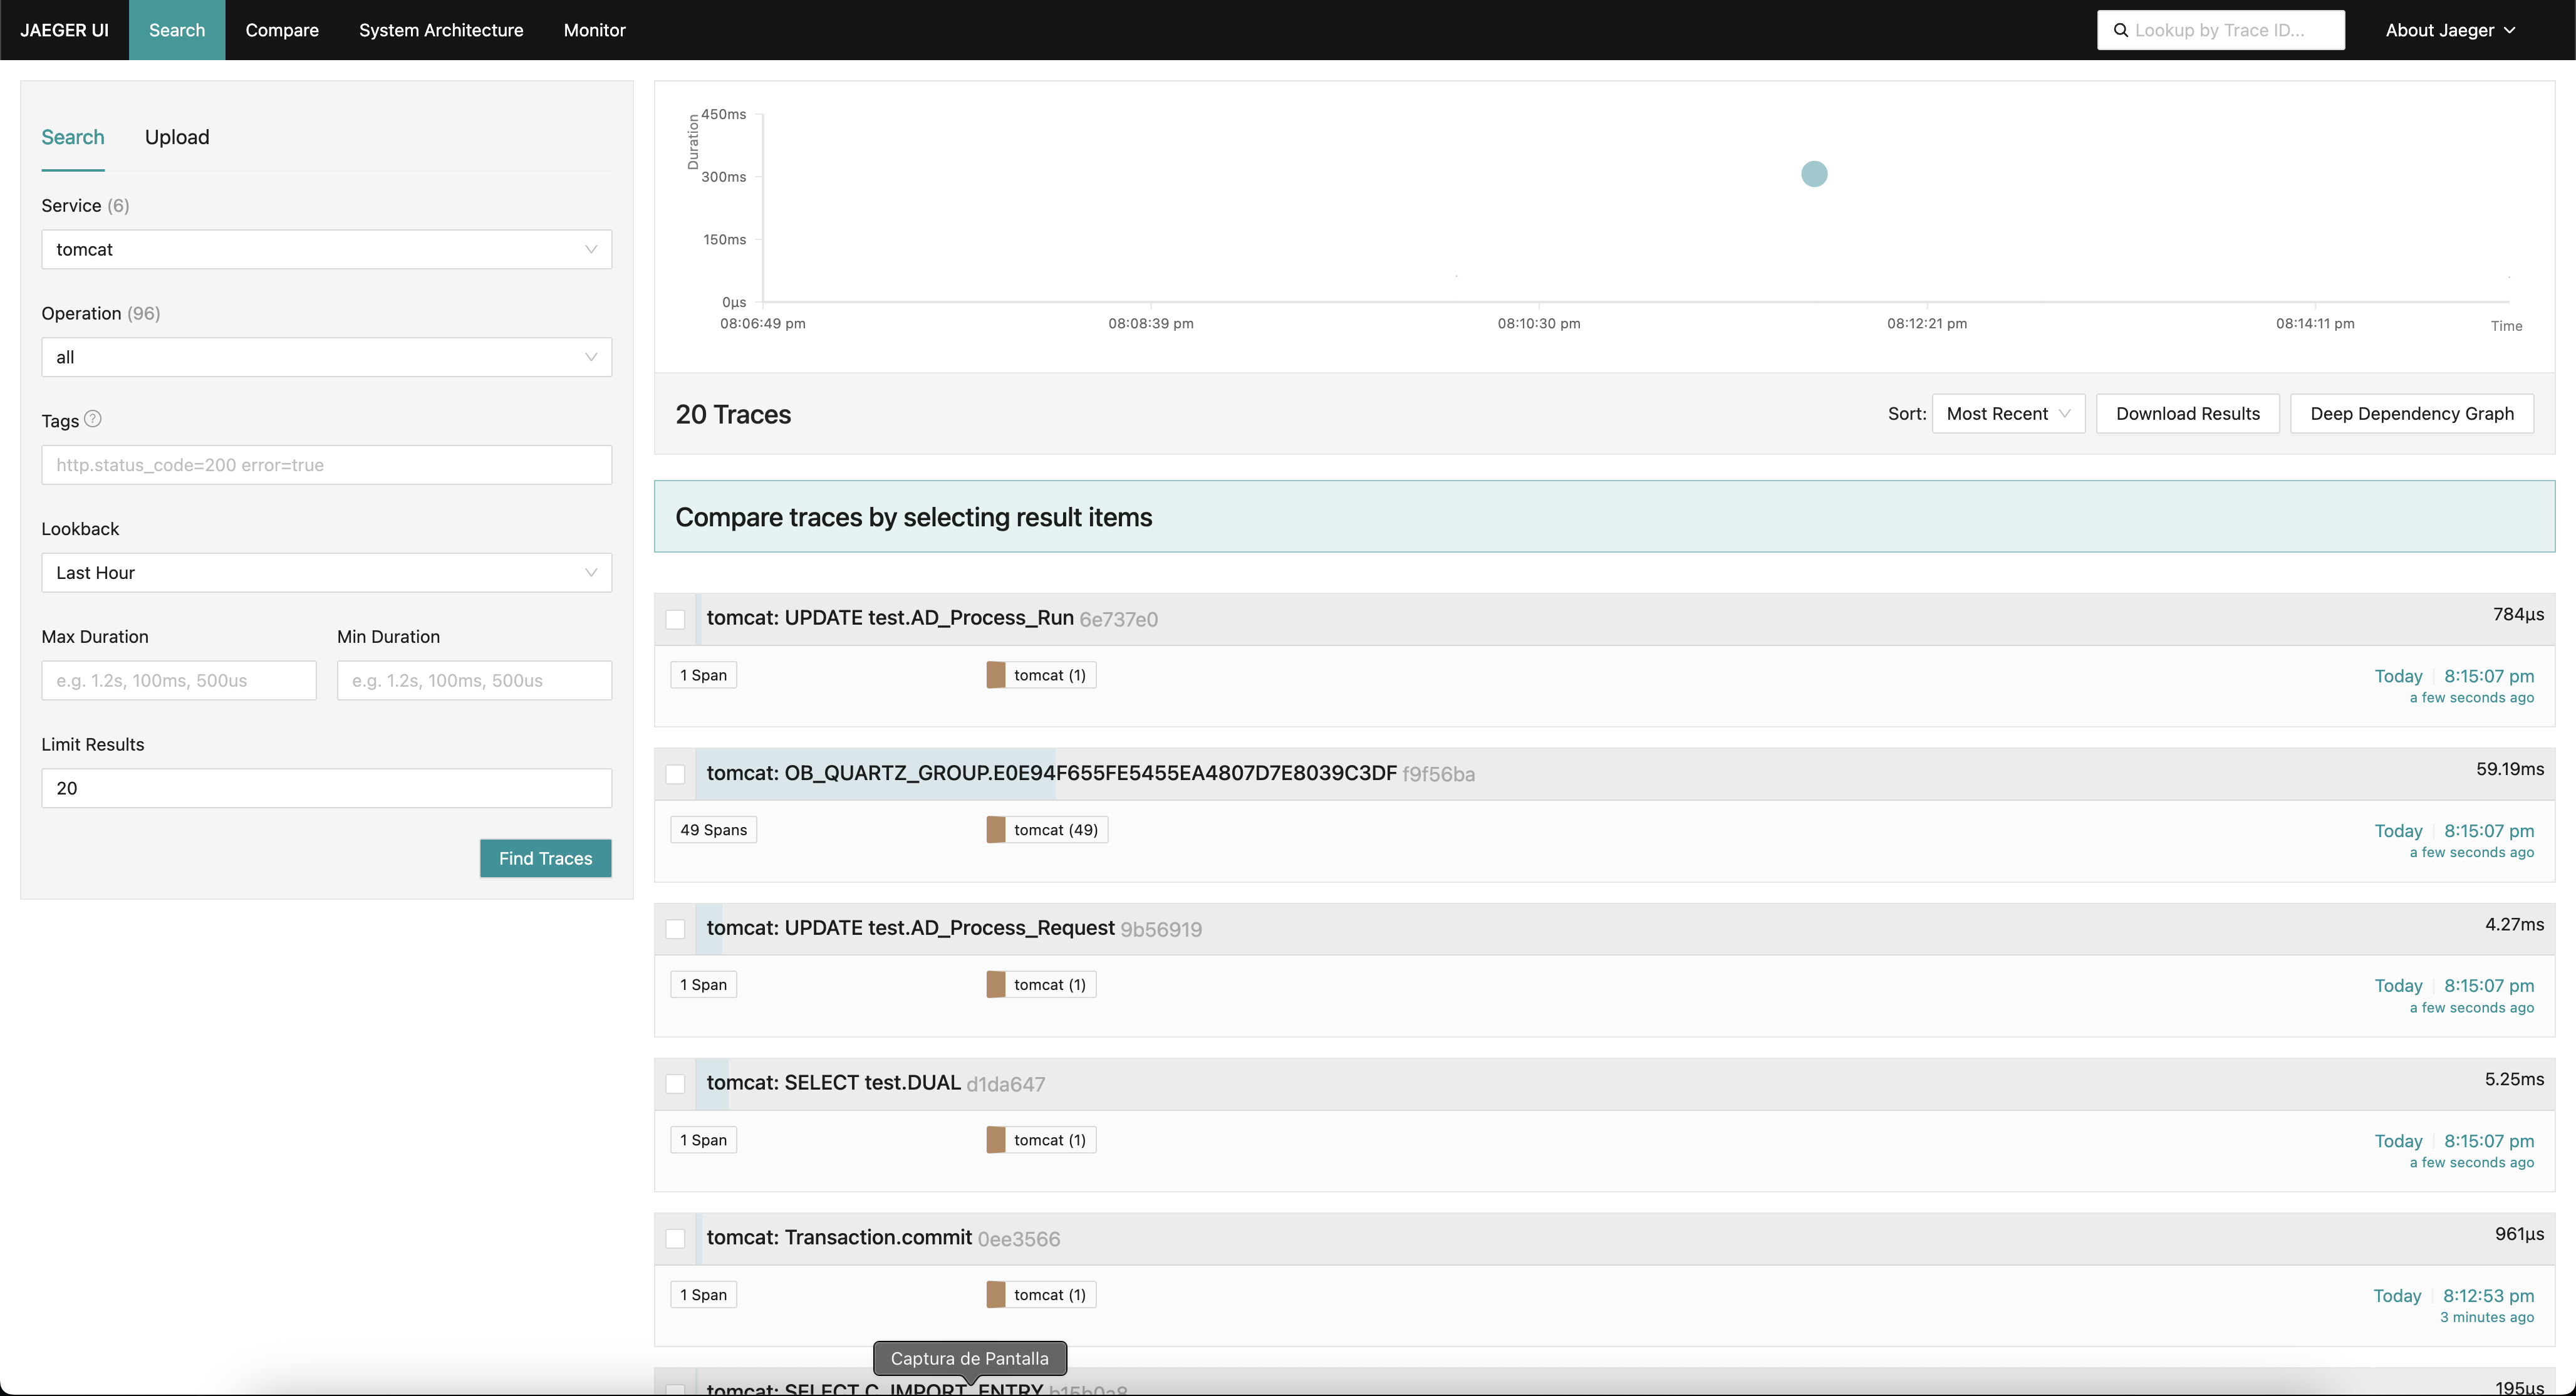 JAEGER UI Search Compare System Architecture Monitor Lookup by Trace ID... About Jaeger
Search Upload
Service (6)
tomcat
Operation (96)
all
Tags ?
http.status_code=200 error=true
Lookback
Last Hour
Max Duration Min Duration
e.g. 1.2s, 100ms, 500us e.g. 1.2s, 100ms, 500us
Limit Results
20
Find Traces
Duration
450ms
300ms
150ms
0µs
08:06:49 pm 08:08:39 pm 08:10:30 pm 08:12:21 pm 08:14:11 pm Time
20 Traces Sort: Most Recent Download Results Deep Dependency Graph
Compare traces by selecting result items
tomcat: UPDATE test.AD_Process_Run 6e737e0 784µs
1 Span tomcat (1) Today 8:15:07 pm
a few seconds ago
tomcat: OB_QUARTZ_GROUP.E0E94F655FE5455EA4807D7E8039C3DF f9f56ba 59.19ms
49 Spans tomcat (49) Today 8:15:07 pm
a few seconds ago
tomcat: UPDATE test.AD_Process_Request 9b56919 4.27ms
1 Span tomcat (1) Today 8:15:07 pm
a few seconds ago
tomcat: SELECT test.DUAL d1da647 5.25ms
1 Span tomcat (1) Today 8:15:07 pm
a few seconds ago
tomcat: Transaction.commit 0ee3566 961µs
1 Span tomcat (1) Today 8:12:53 pm
3 minutes ago
Captura de Pantalla
tomcat: SELECT C_IMPORT_ENTRY b15b0a8 195µs